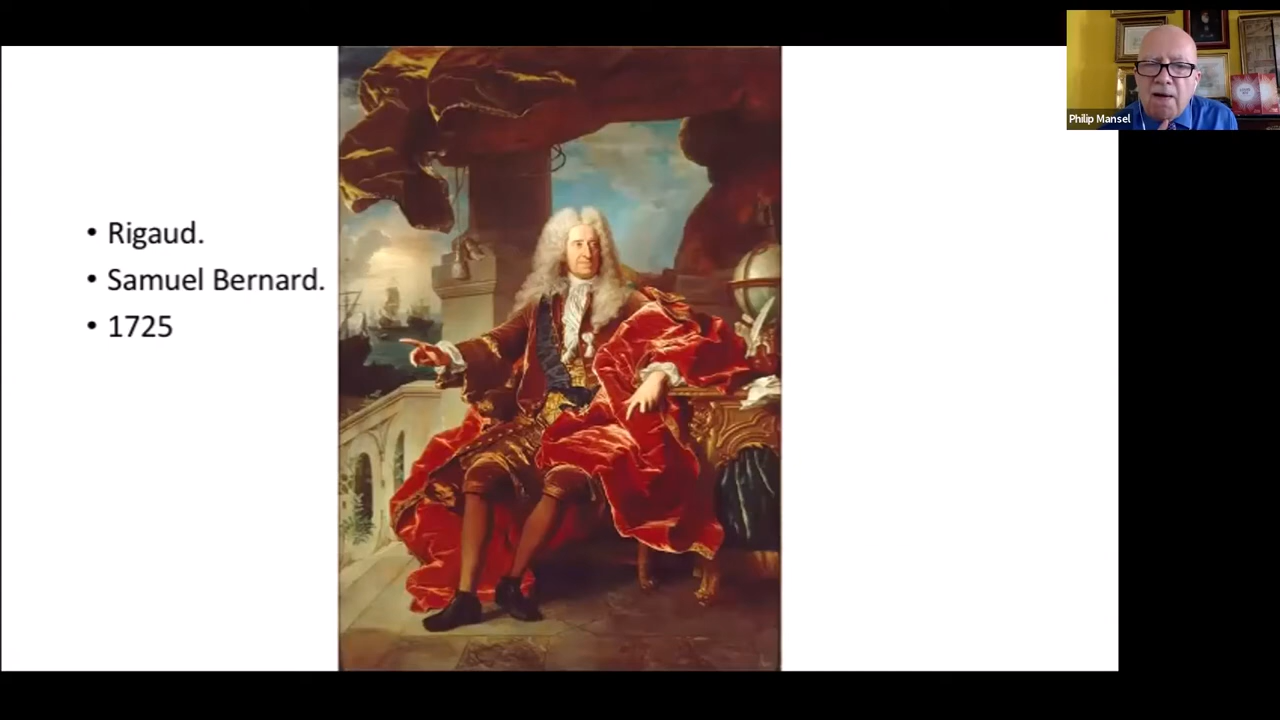 • Rigaud.
• Samuel Bernard.
• 1725
Philip Mansel